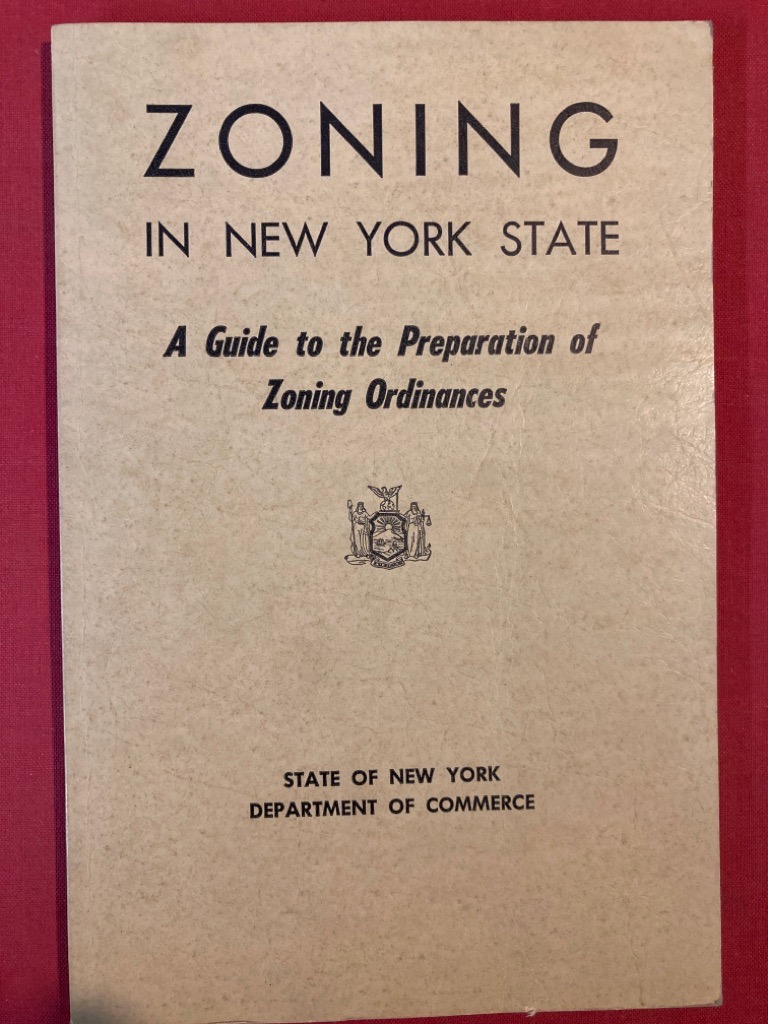 ZONING
IN NEW YORK STATE
A Guide to the Preparation of
Zoning Ordinances
STATE OF NEW YORK
DEPARTMENT OF COMMERCE